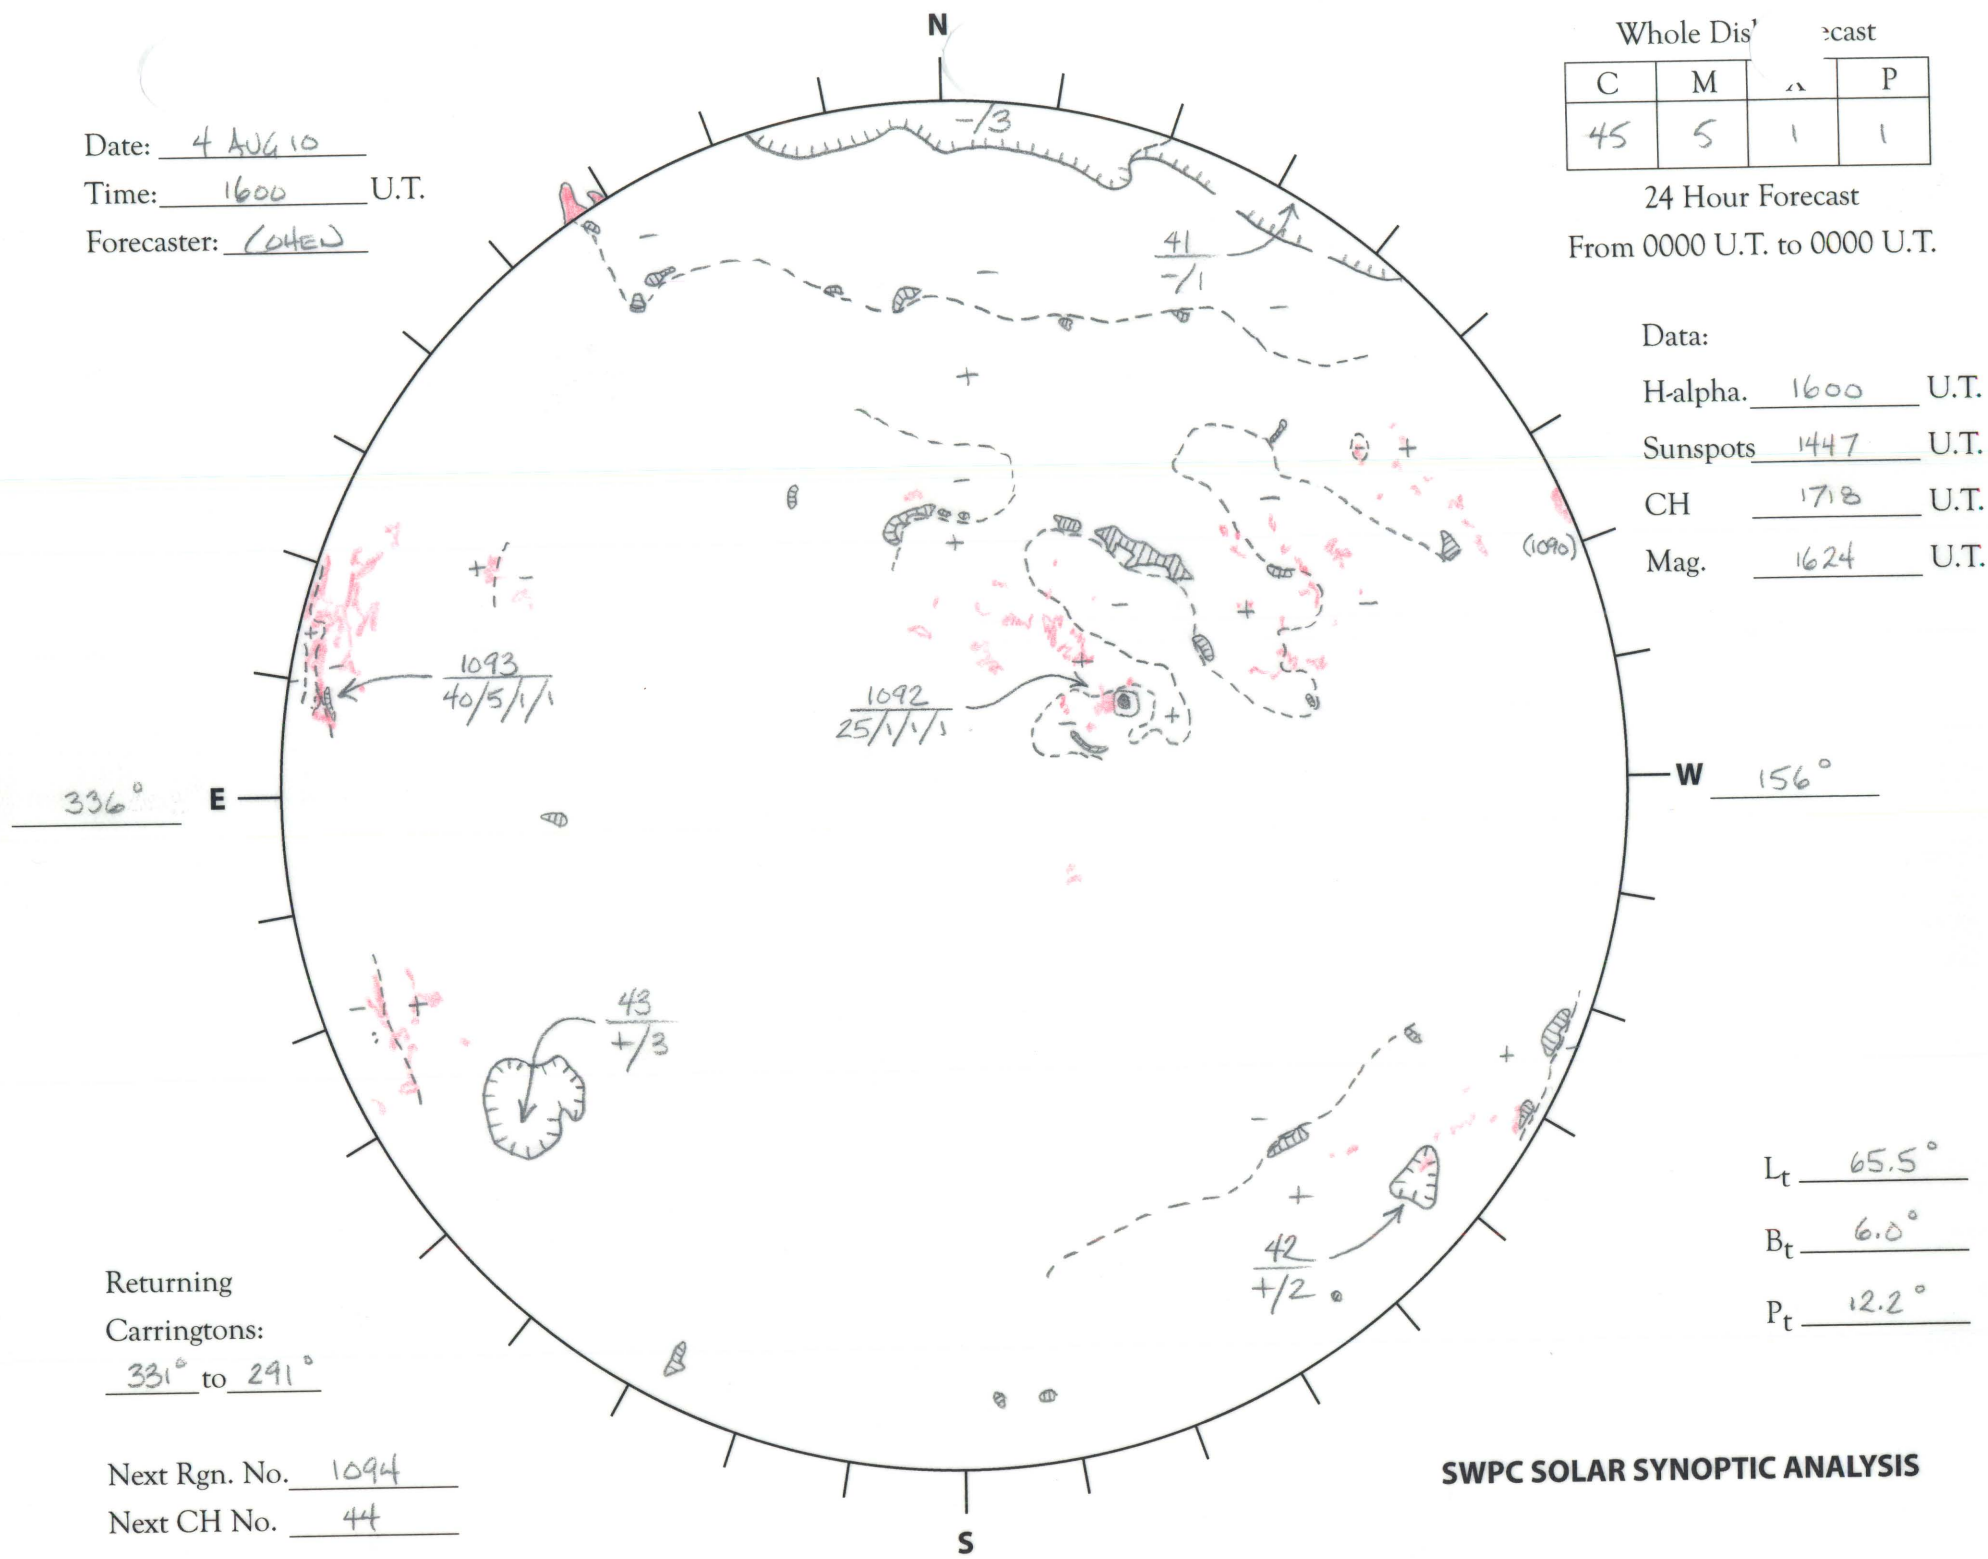 N
Whole Dis ecast
C M P
45 5 1 1
24 Hour Forecast
From 0000 U.T. to 0000 U.T.
Date: 4 AUG 10
Time: 1600 U.T.
Forecaster: COHEN
-/3
41
-/1
Data:
H-alpha. 1600 U.T.
Sunspots 1447 U.T.
CH 1718 U.T.
Mag. 1624 U.T.
(1090)
1093
40/5/1/1
1092
25/1/1/1
336° E
W 156°
43
+/3
42
+/2
Lt 65.5°
Bt 6.0°
Pt 12.2°
Returning
Carringtons:
331° to 291°
Next Rgn. No. 1094
Next CH No. 44
SWPC SOLAR SYNOPTIC ANALYSIS
S